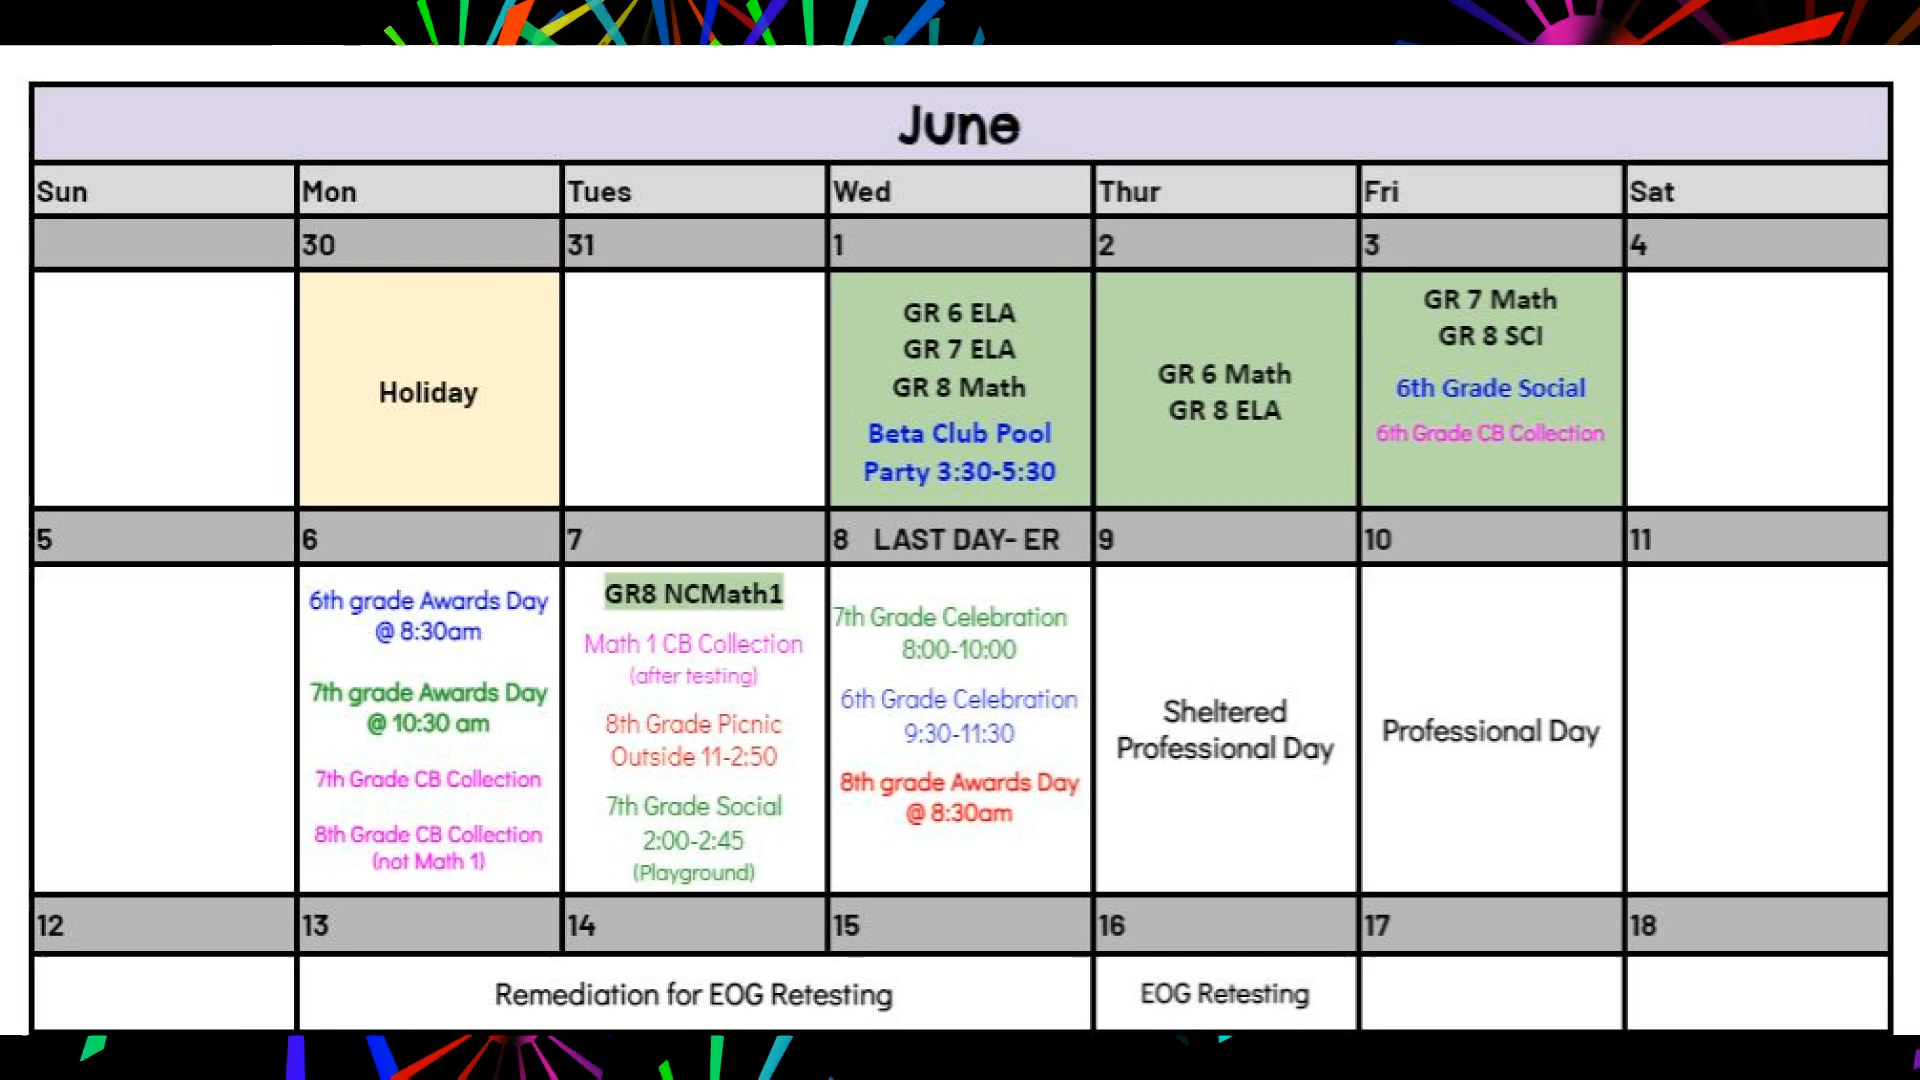 June
Sun Mon Tues Wed Thur Fri Sat
30 31 1 2 3 4
Holiday
GR 6 ELA
GR 7 ELA
GR 8 Math
Beta Club Pool
Party 3:30-5:30
GR 6 Math
GR 8 ELA
GR 7 Math
GR 8 SCI
6th Grade Social
6th Grade CB Collection
5 6 7 8 LAST DAY- ER 9 10 11
6th grade Awards Day
@ 8:30am
7th grade Awards Day
@ 10:30 am
7th Grade CB Collection
8th Grade CB Collection
(not Math 1)
GR8 NCMath1
Math 1 CB Collection
(after testing)
8th Grade Picnic
Outside 11-2:50
7th Grade Social
2:00-2:45
(Playground)
7th Grade Celebration
8:00-10:00
6th Grade Celebration
9:30-11:30
8th grade Awards Day
@ 8:30am
Sheltered
Professional Day
Professional Day
12 13 14 15 16 17 18
Remediation for EOG Retesting
EOG Retesting